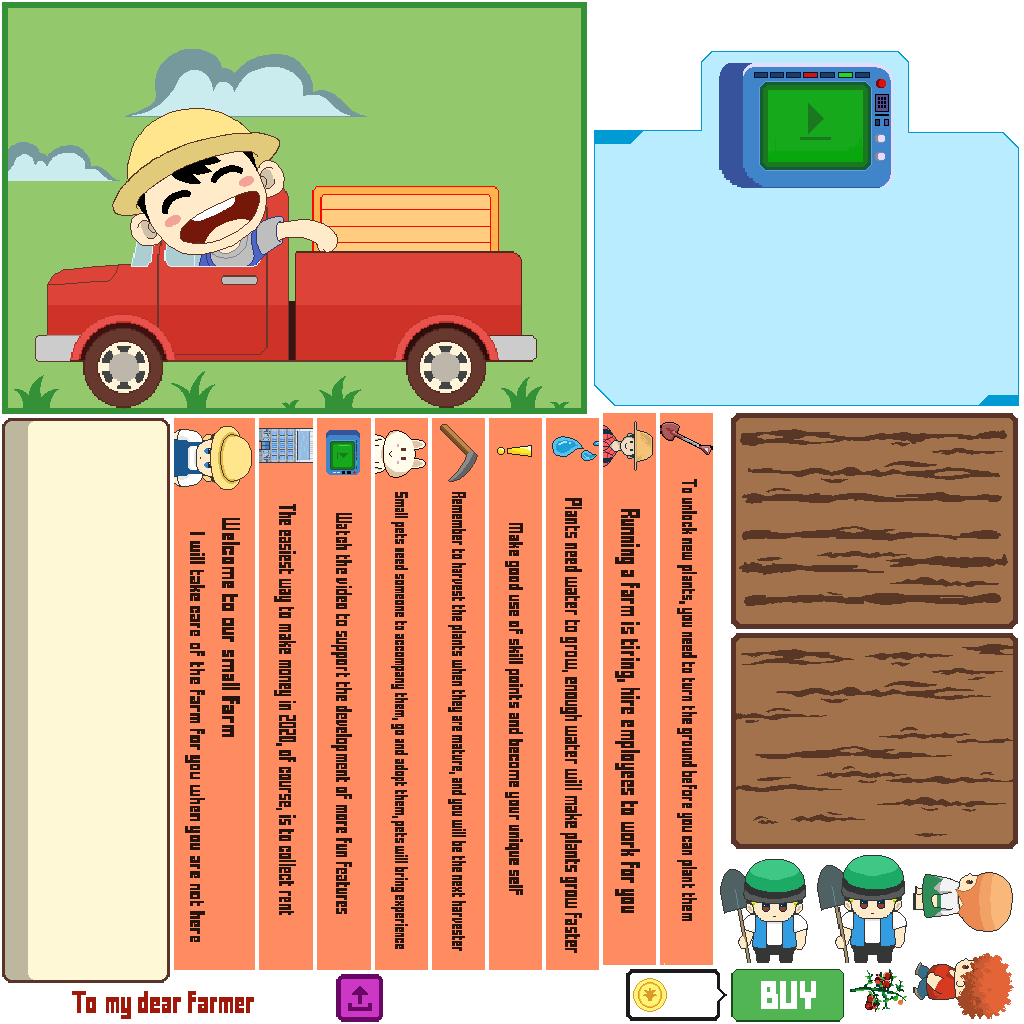 Welcome to our small farm
I will take care of the farm for you when you are not here
The easiest way to make money in 2020, of course, is to collect rent
Watch the video to support the development of more fun features
Small pets need someone to accompany them, go and adopt them, pets will bring experience
Remember to harvest the plants when they are mature, and you will be the next harvester
Make good use of skill points and become your unique self
Plants need water to grow, enough water will make plants grow faster
Running a farm is tiring, hire employees to work for you
To unlock new plants, you need to turn the ground before you can plant them
To my dear farmer
BUY